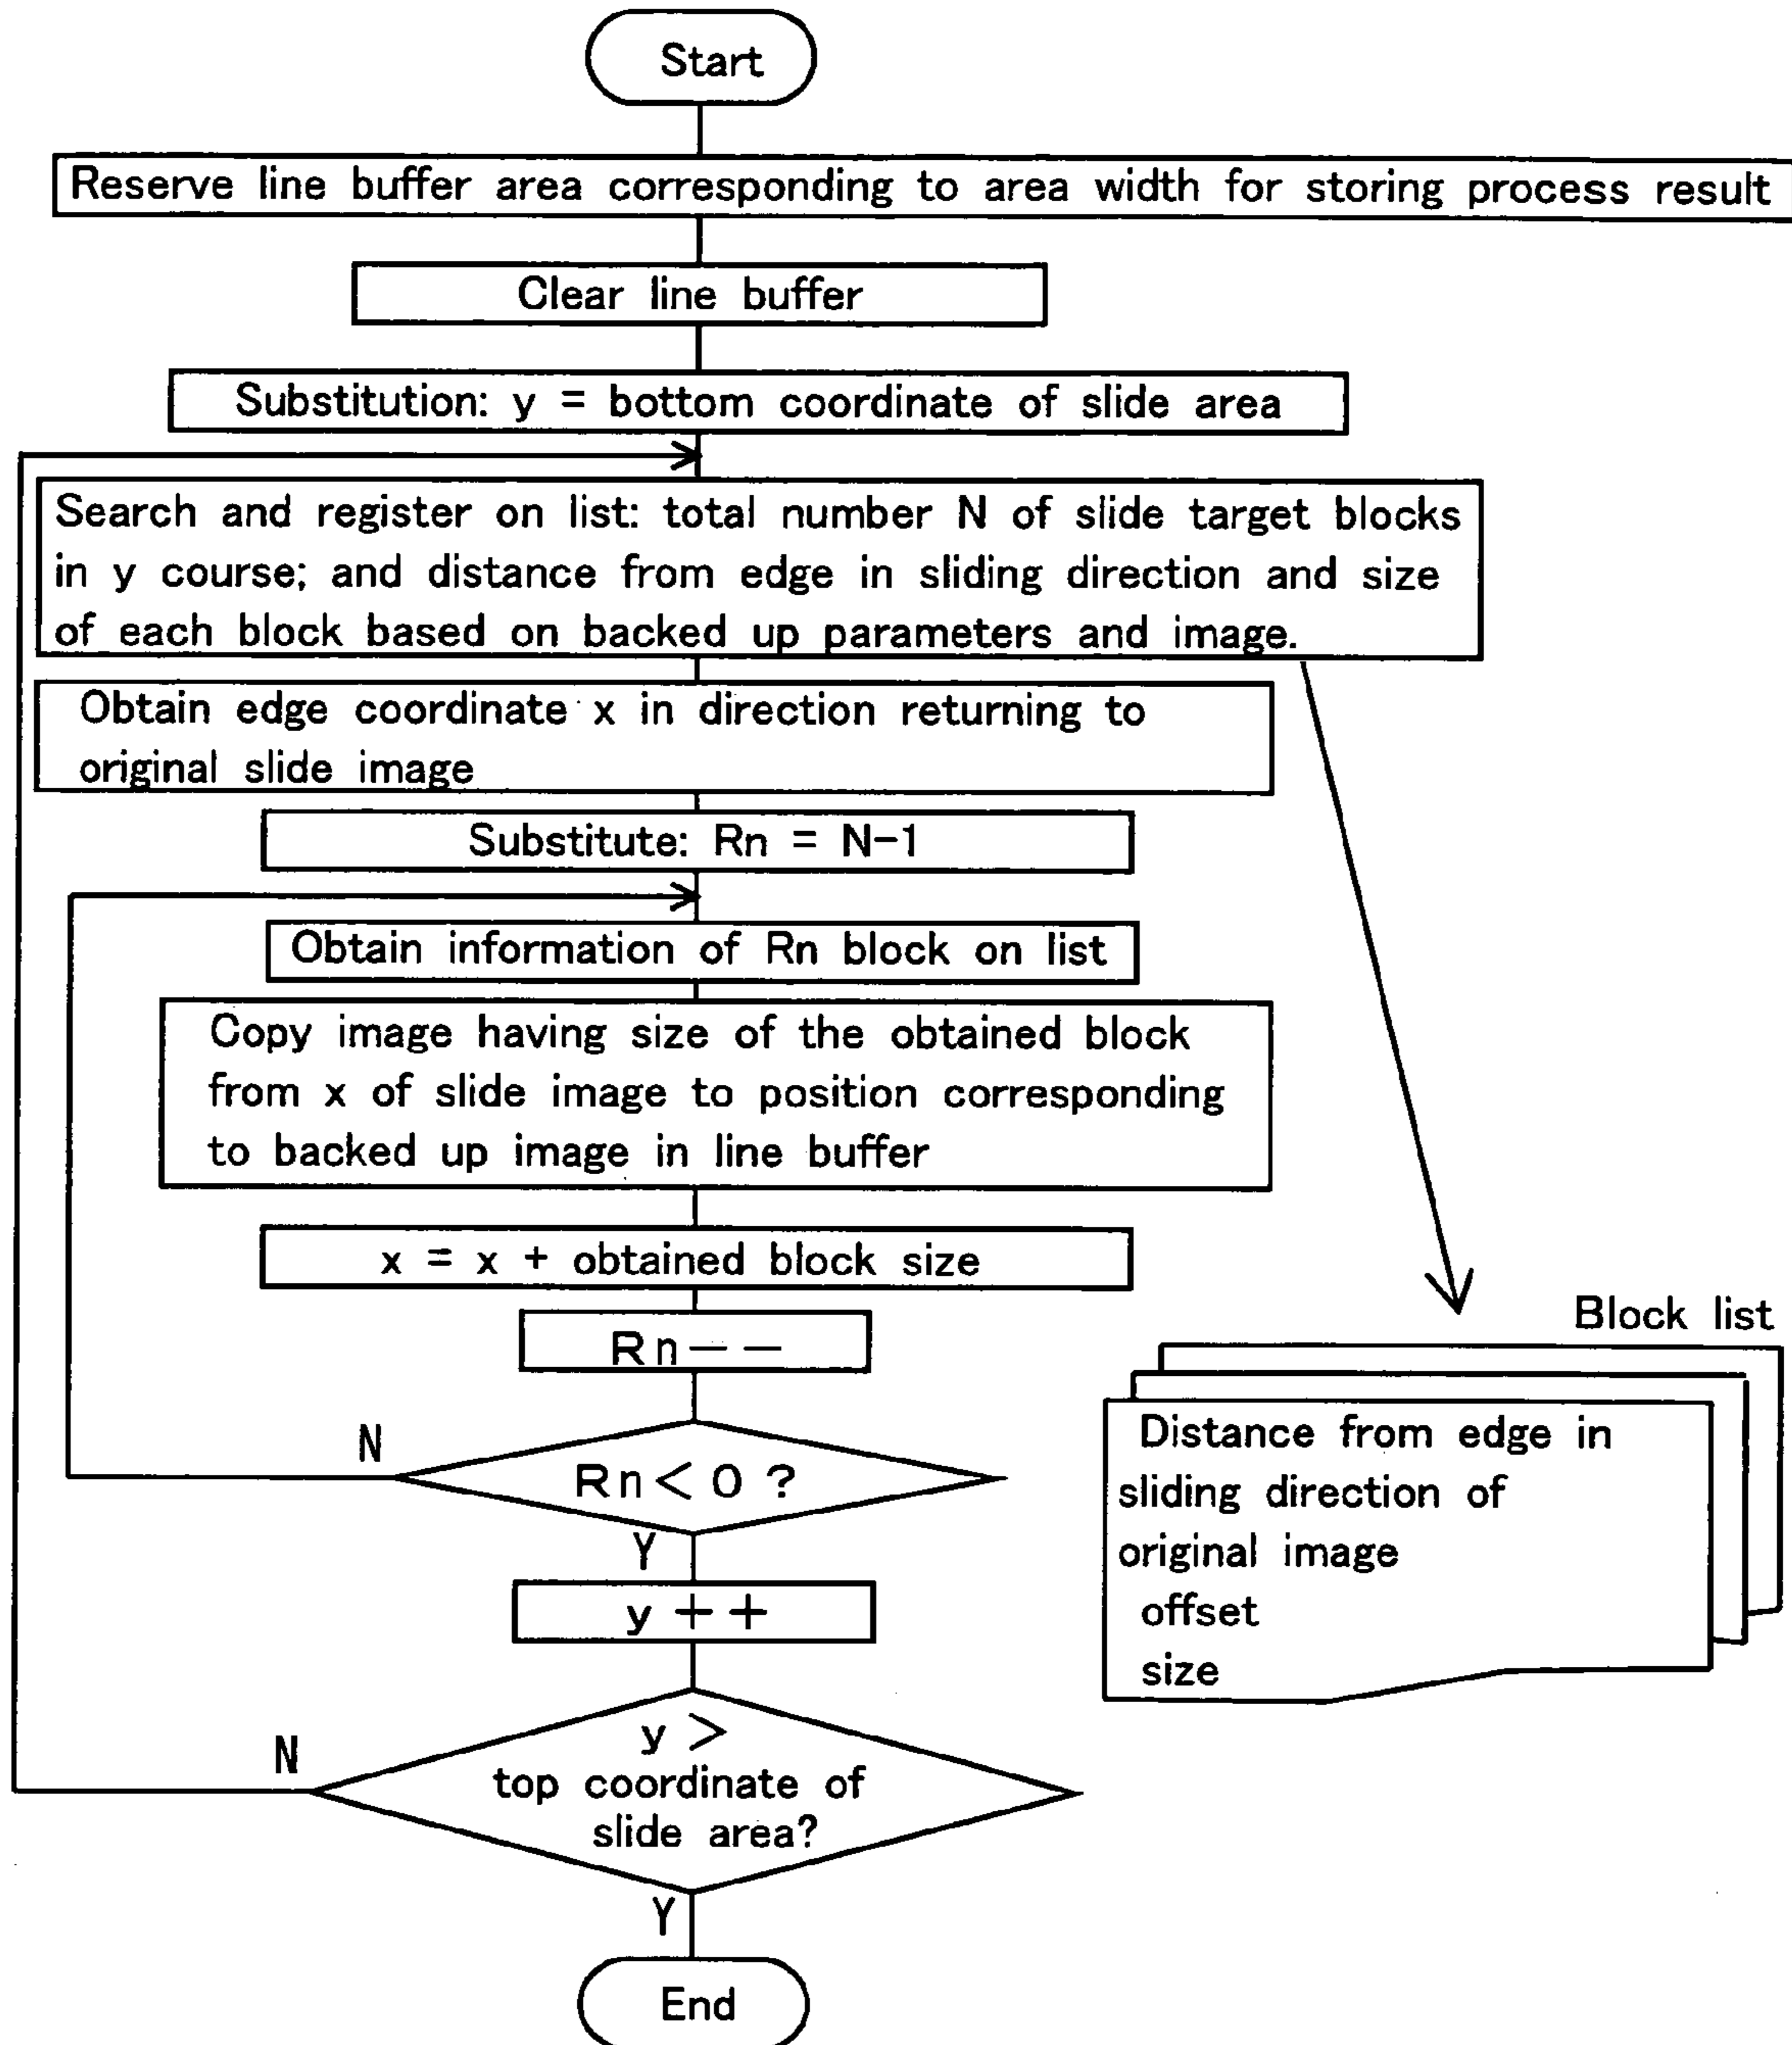 Start
Reserve line buffer area corresponding to area width for storing process result
Clear line buffer
Substitution: y = bottom coordinate of slide area
Search and register on list: total number N of slide target blocks
in y course; and distance from edge in sliding direction and size
of each block based on backed up parameters and image.
Obtain edge coordinate x in direction returning to
original slide image
Substitute: Rn = N-1
Obtain information of Rn block on list
Copy image having size of the obtained block
from x of slide image to position corresponding
to backed up image in line buffer
x = x + obtained block size
Rn--
N
Rn<0?
Y
y++
N
y >
top coordinate of
slide area?
Y
End
Block list
Distance from edge in
sliding direction of
original image
offset
size